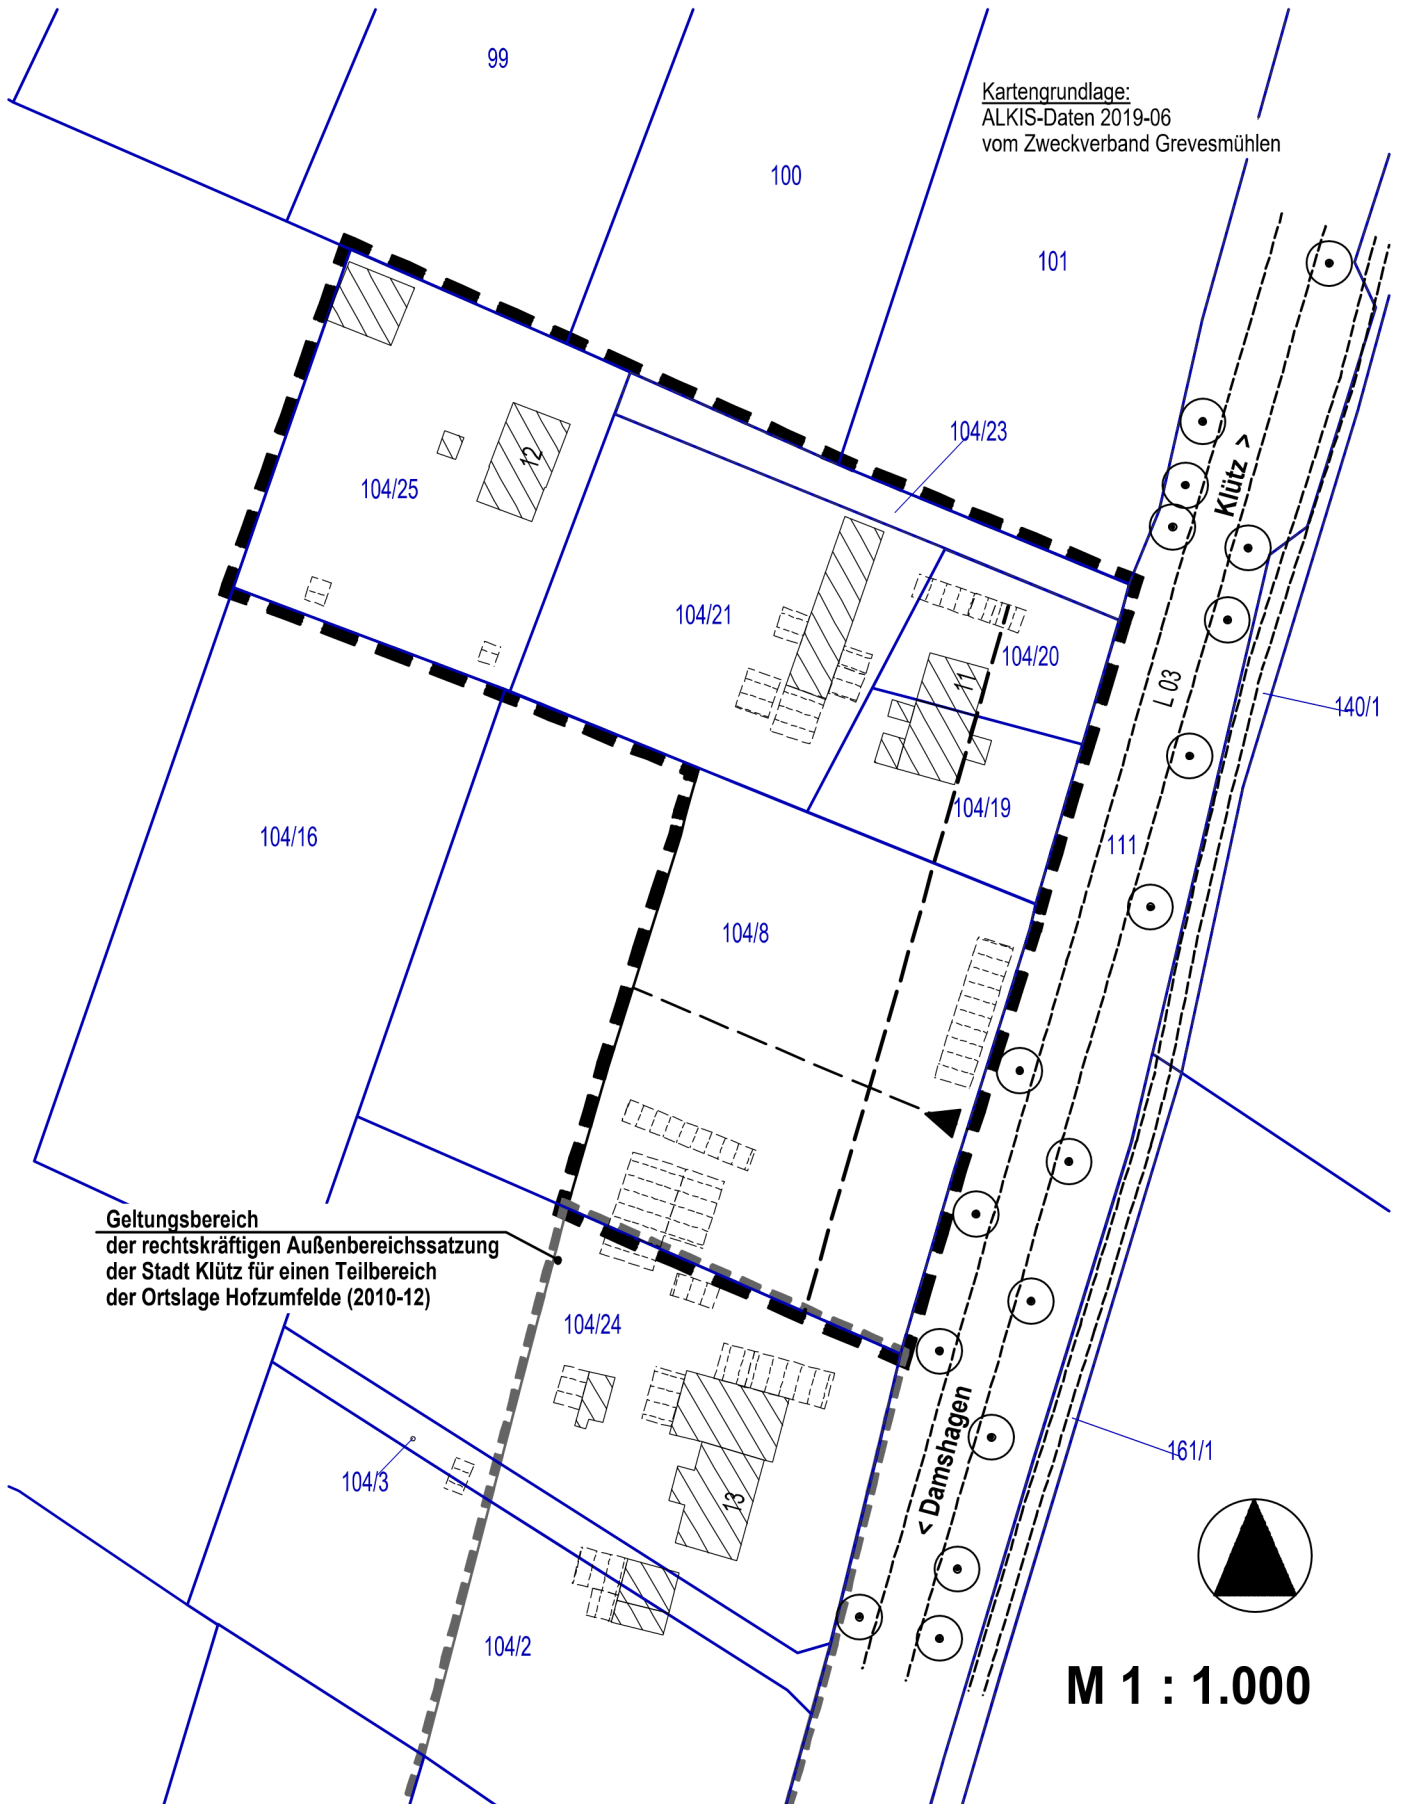 99
Kartengrundlage:
ALKIS-Daten 2019-06
vom Zweckverband Grevesmühlen
100
101
104/23
Klütz >
12
104/25
104/21
104/20
L 03
11
140/1
104/19
104/16
111
104/8
Geltungsbereich
der rechtskräftigen Außenbereichssatzung
der Stadt Klütz für einen Teilbereich
der Ortslage Hofzumfelde (2010-12)
104/24
< Damshagen
161/1
104/3
13
104/2
M 1 : 1.000